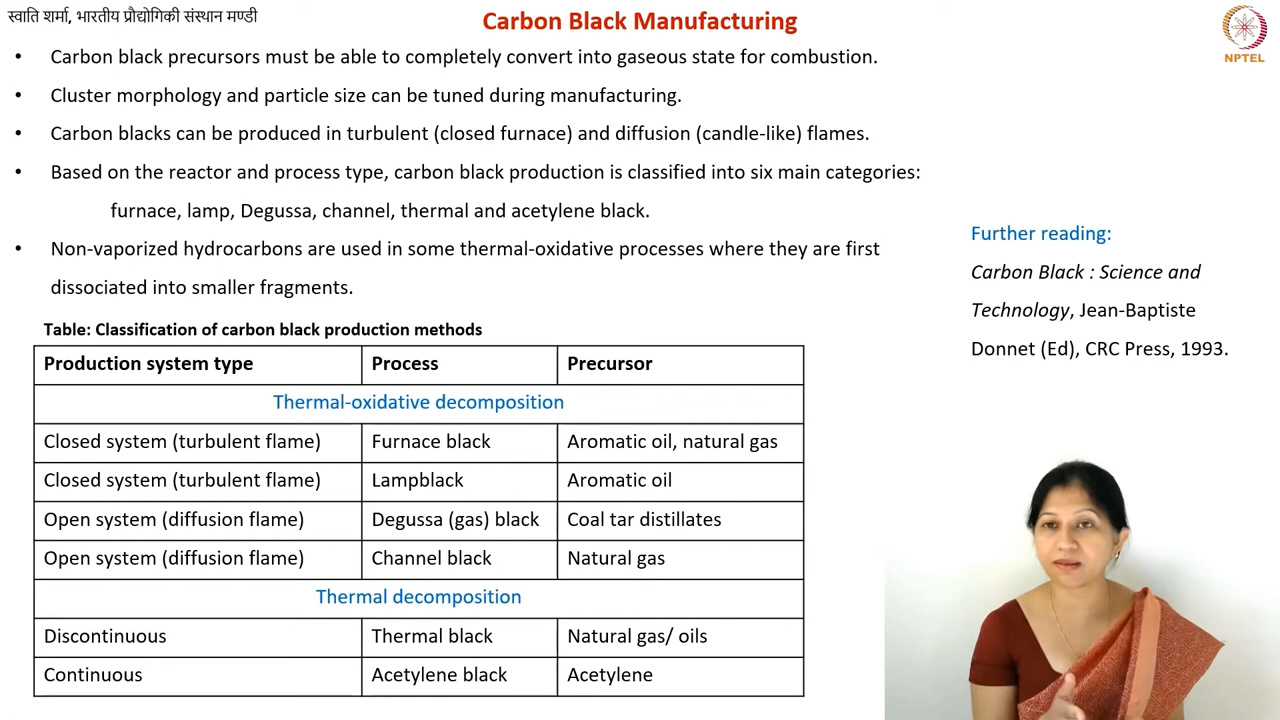 स्वाति शर्मा, भारतीय प्रौद्योगिकी संस्थान मण्डी
Carbon Black Manufacturing
NPTEL
• Carbon black precursors must be able to completely convert into gaseous state for combustion.
• Cluster morphology and particle size can be tuned during manufacturing.
• Carbon blacks can be produced in turbulent (closed furnace) and diffusion (candle-like) flames.
• Based on the reactor and process type, carbon black production is classified into six main categories:
furnace, lamp, Degussa, channel, thermal and acetylene black.
• Non-vaporized hydrocarbons are used in some thermal-oxidative processes where they are first
dissociated into smaller fragments.
Further reading:
Carbon Black : Science and
Technology, Jean-Baptiste
Donnet (Ed), CRC Press, 1993.
Table: Classification of carbon black production methods
Production system type Process Precursor
Thermal-oxidative decomposition
Closed system (turbulent flame) Furnace black Aromatic oil, natural gas
Closed system (turbulent flame) Lampblack Aromatic oil
Open system (diffusion flame) Degussa (gas) black Coal tar distillates
Open system (diffusion flame) Channel black Natural gas
Thermal decomposition
Discontinuous Thermal black Natural gas/ oils
Continuous Acetylene black Acetylene